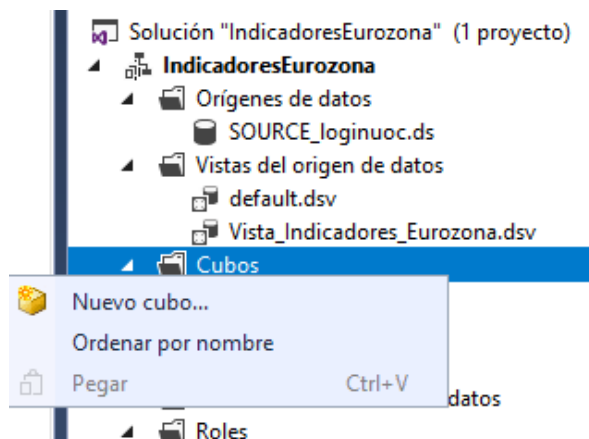 Solución "IndicadoresEurozona" (1 proyecto)
IndicadoresEurozona
Orígenes de datos
SOURCE_loginuoc.ds
Vistas del origen de datos
default.dsv
Vista_Indicadores_Eurozona.dsv
Cubos
Nuevo cubo...
Ordenar por nombre
Pegar Ctrl+V
datos
Roles